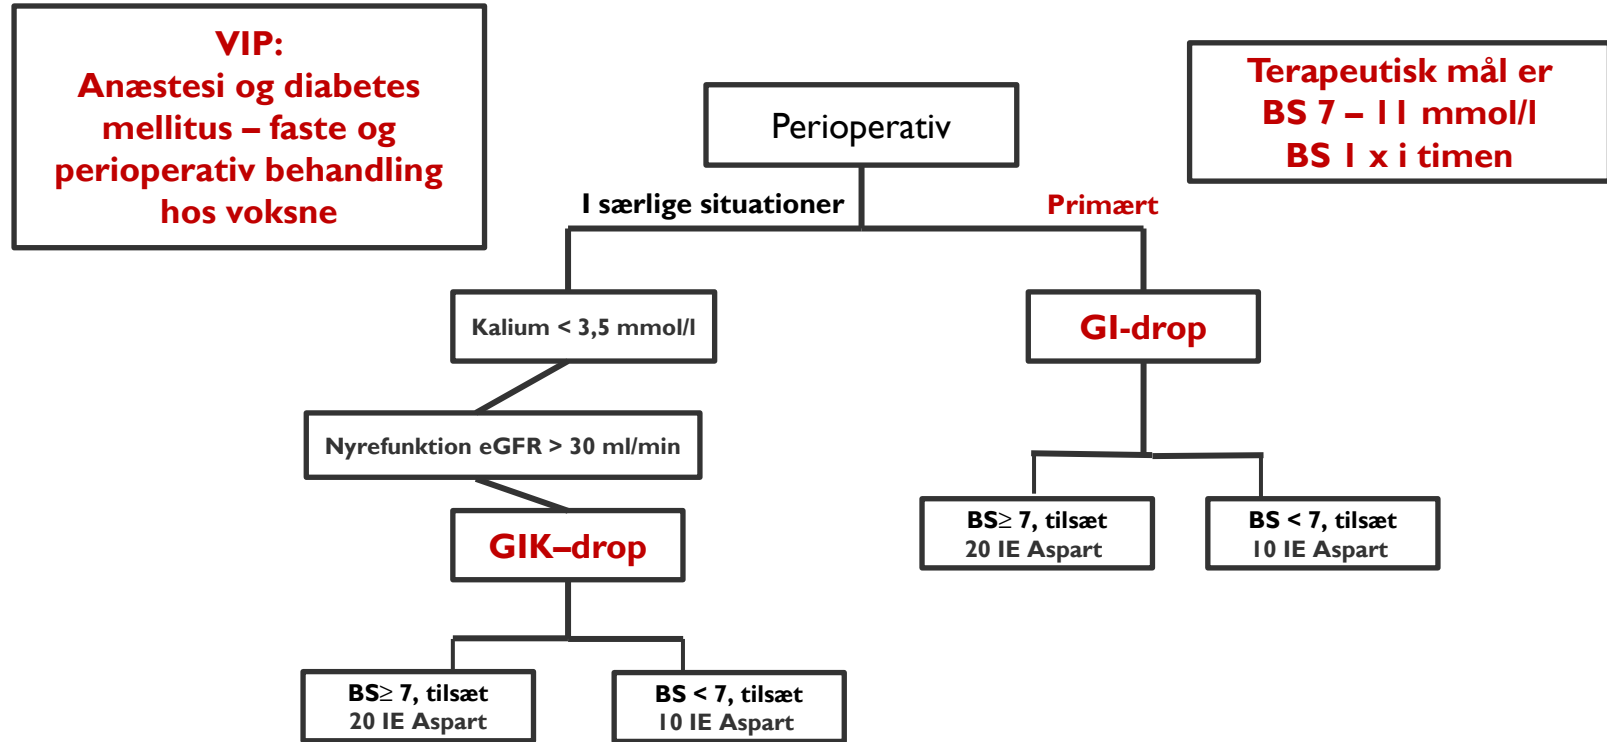 VIP:
Anæstesi og diabetes
mellitus – faste og
perioperativ behandling
hos voksne
Perioperativ
Terapeutisk mål er
BS 7 – 11 mmol/l
BS 1 x i timen
I særlige situationer
Primært
Kalium < 3,5 mmol/l
GI-drop
Nyrefunktion eGFR > 30 ml/min
GIK–drop
BS≥ 7, tilsæt
20 IE Aspart
BS < 7, tilsæt
10 IE Aspart
BS≥ 7, tilsæt
20 IE Aspart
BS < 7, tilsæt
10 IE Aspart